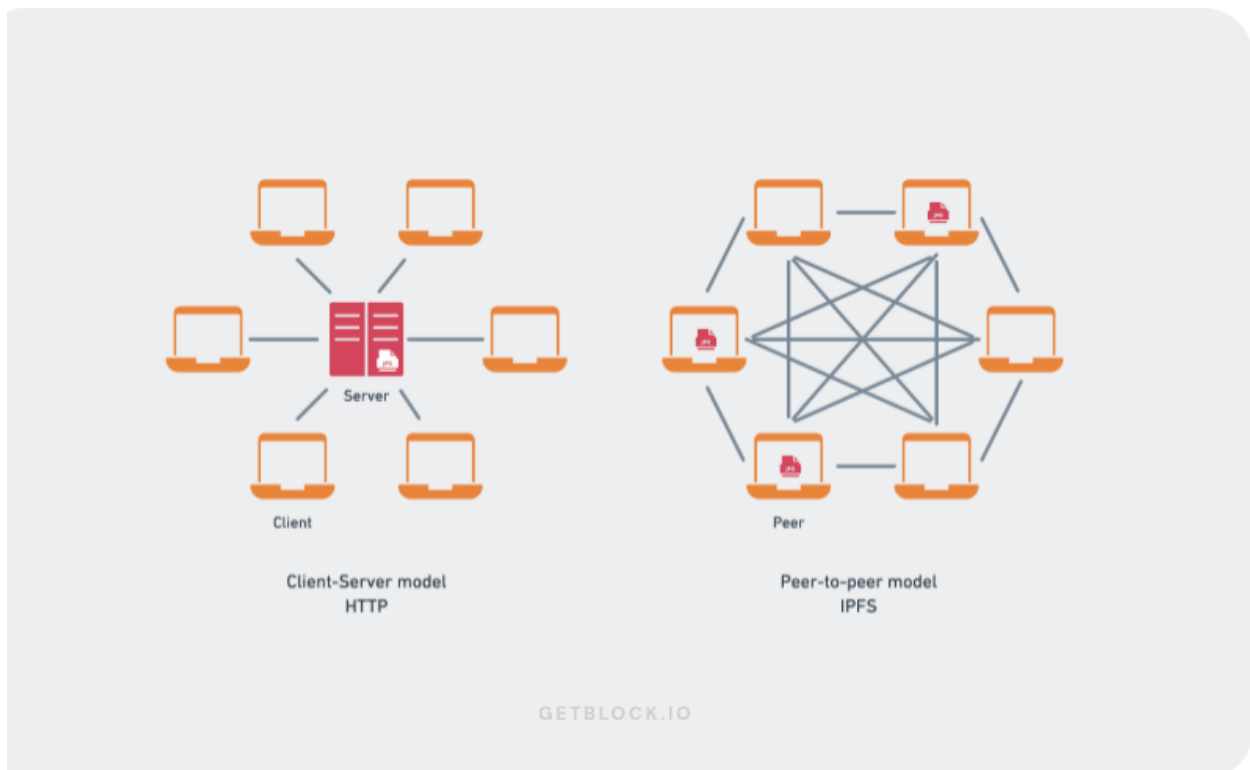 Server
Client
Client-Server model
HTTP
Peer
Peer-to-peer model
IPFS
GETBLOCK.IO